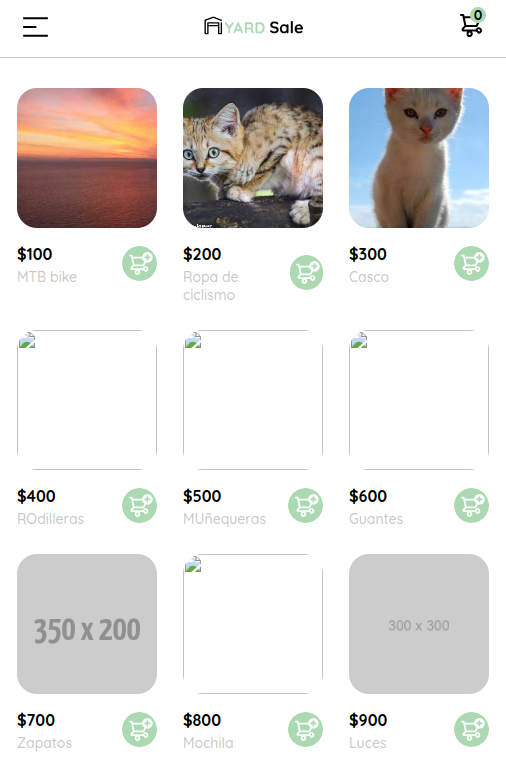 YARD Sale
0
$100
MTB bike
$200
Ropa de
ciclismo
$300
Casco
$400
ROdilleras
$500
MUñequeras
$600
Guantes
350 x 200
300 x 300
$700
Zapatos
$800
Mochila
$900
Luces